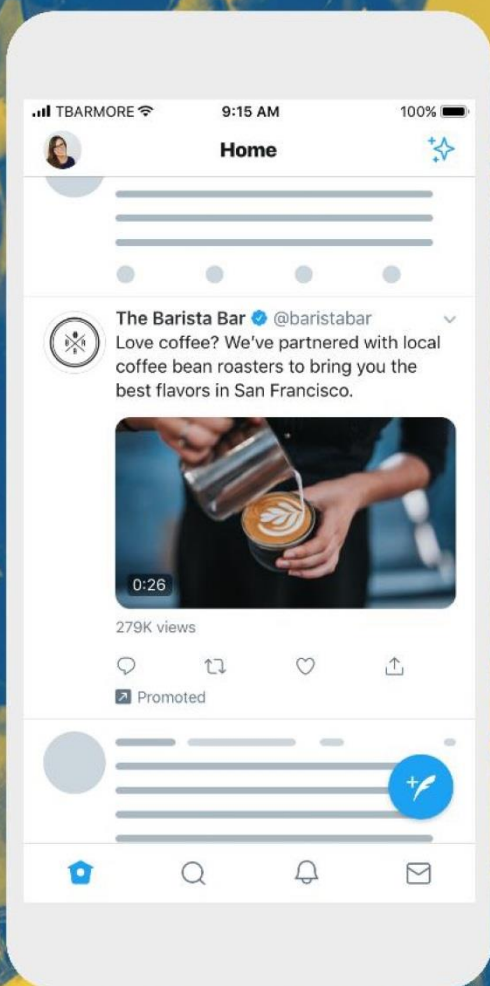 TBARMORE 9:15 AM 100%
Home
The Barista Bar @baristabar
Love coffee? We've partnered with local
coffee bean roasters to bring you the
best flavors in San Francisco.
0:26
279K views
Promoted